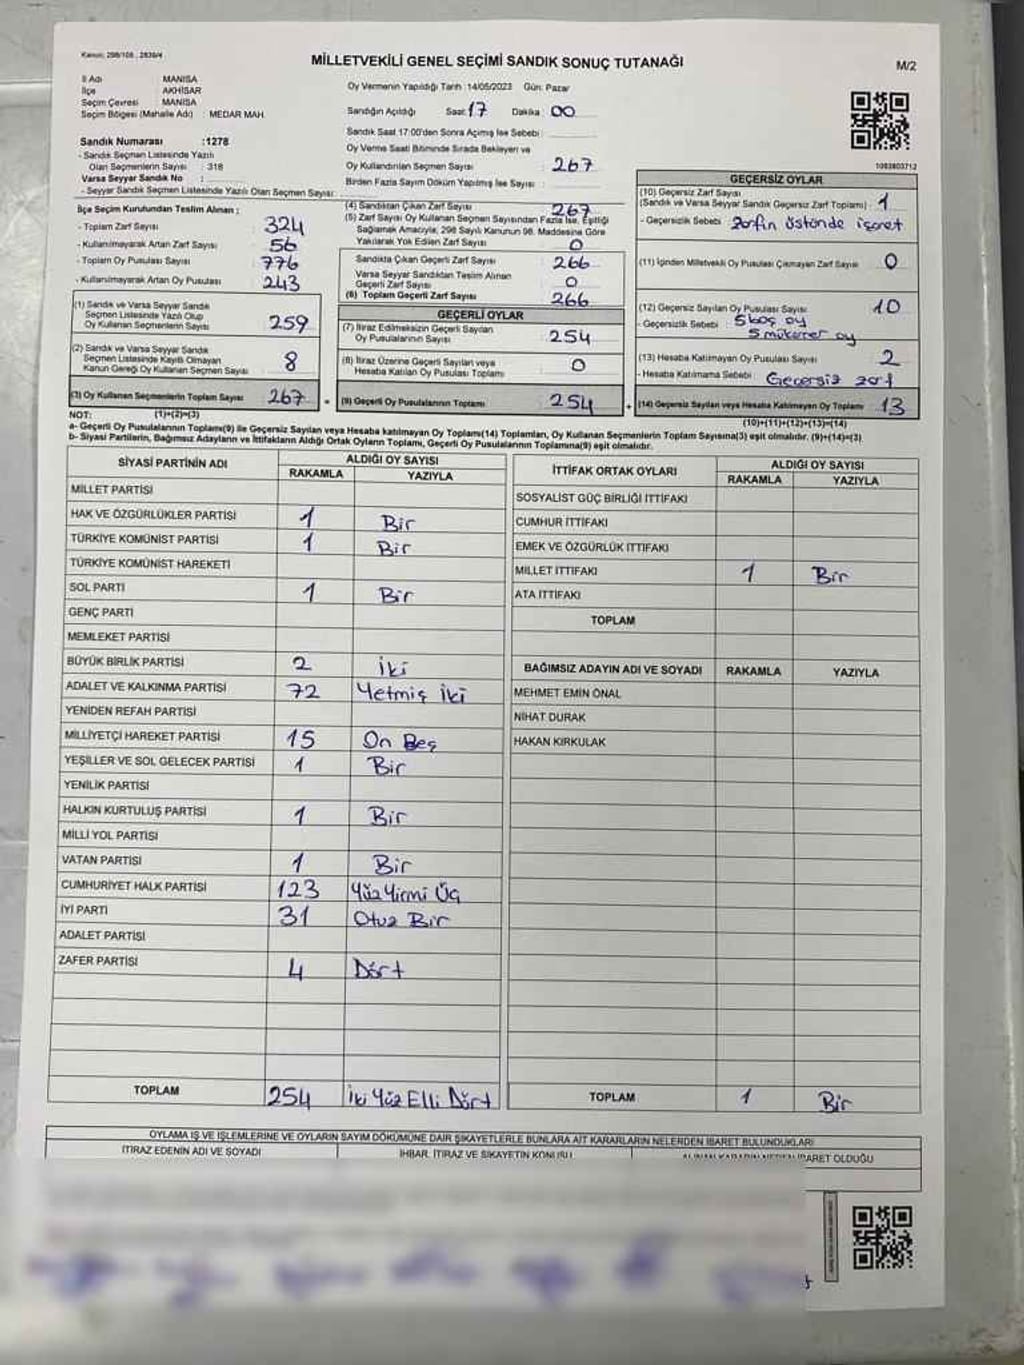 Kanun: 298/105 , 2839/4
MİLLETVEKİLİ GENEL SEÇİMİ SANDIK SONUÇ TUTANAĞI
M/2
İl Adı : MANİSA
İlçe : AKHİSAR
Seçim Çevresi : MANİSA
Seçim Bölgesi (Mahalle Adı) : MEDAR MAH.
Oy Vermenin Yapıldığı Tarih : 14/05/2023 Gün: Pazar
Sandığın Açıldığı Saat: 17 Dakika : 00
Sandık Saat 17:00'den Sonra Açımış İse Sebebi :
Oy Verme Saati Bitiminde Sırada Bekleyen ve
Oy Kullandırılan Seçmen Sayısı : 267
Birden Fazla Sayım Döküm Yapılmış İse Sayısı :
Sandık Numarası :1278
- Sandık Seçmen Listesinde Yazılı
Olan Seçmenlerin Sayısı : 318
Varsa Seyyar Sandık No :
- Seyyar Sandık Seçmen Listesinde Yazılı Olan Seçmen Sayısı:
1093803712
İlçe Seçim Kurulundan Teslim Alınan ;
- Toplam Zarf Sayısı 324
- Kullanılmayarak Artan Zarf Sayısı 56
- Toplam Oy Pusulası Sayısı 776
- Kullanılmayarak Artan Oy Pusulası 243
(1) Sandık ve Varsa Seyyar Sandık
Seçmen Listesinde Yazılı Olup
Oy Kullanan Seçmenlerin Sayısı 259
(2) Sandık ve Varsa Seyyar Sandık
Seçmen Listesinde Kayıtlı Olmayan
Kanun Gereği Oy Kullanan Seçmen Sayısı 8
(3) Oy Kullanan Seçmenlerin Toplam Sayısı 267 =
(4) Sandıktan Çıkan Zarf Sayısı 267
(5) Zarf Sayısı Oy Kullanan Seçmen Sayısından Fazla İse, Eşitliği
Sağlamak Amacıyla, 298 Sayılı Kanunun 98. Maddesine Göre
Yakılarak Yok Edilen Zarf Sayısı 0
Sandıkta Çıkan Geçerli Zarf Sayısı 266
Varsa Seyyar Sandıktan Teslim Alınan
Geçerli Zarf Sayısı 0
(6) Toplam Geçerli Zarf Sayısı 266
GEÇERLİ OYLAR
(7) İtiraz Edilmeksizin Geçerli Sayılan
Oy Pusulalarının Sayısı 254
(8) İtiraz Üzerine Geçerli Sayılan veya
Hesaba Katılan Oy Pusulası Toplamı 0
(9) Geçerli Oy Pusulalarının Toplamı 254 +
GEÇERSİZ OYLAR
(10) Geçersiz Zarf Sayısı
(Sandık ve Varsa Seyyar Sandık Geçersiz Zarf Toplamı) : 1
- Geçersizlik Sebebi : Zarfın üstünde işaret
(11) İçinden Milletvekili Oy Pusulası Çıkmayan Zarf Sayısı 0
(12) Geçersiz Sayılan Oy Pusulası Sayısı 10
- Geçersizlik Sebebi : 5 boş oy
5 mükerrer oy
(13) Hesaba Katılmayan Oy Pusulası Sayısı 2
- Hesaba Katılmama Sebebi : Geçersiz zarf
(14) Geçersiz Sayılan veya Hesaba Katılmayan Oy Toplamı 13
NOT: (1)+(2)=(3)
(10)+(11)+(12)+(13)=(14)
a- Geçerli Oy Pusulalarının Toplamı(9) ile Geçersiz Sayılan veya Hesaba katılmayan Oy Toplamı(14) Toplamları, Oy Kullanan Seçmenlerin Toplam Sayısına(3) eşit olmalıdır. (9)+(14)=(3)
b- Siyasi Partilerin, Bağımsız Adayların ve İttifakların Aldığı Ortak Oyların Toplamı, Geçerli Oy Pusulalarının Toplamına(9) eşit olmalıdır.
SİYASİ PARTİNİN ADI ALDIĞI OY SAYISI
RAKAMLA YAZIYLA
MİLLET PARTİSİ
HAK VE ÖZGÜRLÜKLER PARTİSİ 1 Bir
TÜRKİYE KOMÜNİST PARTİSİ 1 Bir
TÜRKİYE KOMÜNİST HAREKETİ
SOL PARTİ 1 Bir
GENÇ PARTİ
MEMLEKET PARTİSİ
BÜYÜK BİRLİK PARTİSİ 2 İki
ADALET VE KALKINMA PARTİSİ 72 Yetmiş İki
YENİDEN REFAH PARTİSİ
MİLLİYETÇİ HAREKET PARTİSİ 15 On Beş
YEŞİLLER VE SOL GELECEK PARTİSİ 1 Bir
YENİLİK PARTİSİ
HALKIN KURTULUŞ PARTİSİ 1 Bir
MİLLİ YOL PARTİSİ
VATAN PARTİSİ 1 Bir
CUMHURİYET HALK PARTİSİ 123 Yüz Yirmi Üç
İYİ PARTİ 31 Otuz Bir
ADALET PARTİSİ
ZAFER PARTİSİ 4 Dört
TOPLAM 254 İki Yüz Elli Dört
İTTİFAK ORTAK OYLARI ALDIĞI OY SAYISI
RAKAMLA YAZIYLA
SOSYALİST GÜÇ BİRLİĞİ İTTİFAKI
CUMHUR İTTİFAKI
EMEK VE ÖZGÜRLÜK İTTİFAKI
MİLLET İTTİFAKI 1 Bir
ATA İTTİFAKI
TOPLAM
BAĞIMSIZ ADAYIN ADI VE SOYADI RAKAMLA YAZIYLA
MEHMET EMİN ÖNAL
NİHAT DURAK
HAKAN KIRKULAK
TOPLAM 1 Bir
OYLAMA İŞ VE İŞLEMLERİNE VE OYLARIN SAYIM DÖKÜMÜNE DAİR ŞİKAYETLERLE BUNLARA AİT KARARLARIN NELERDEN İBARET BULUNDUKLARI
İTİRAZ EDENİN ADI VE SOYADI İHBAR, İTİRAZ VE ŞİKAYETİN KONUSU ALINAN KARARIN NEDEN İBARET OLDUĞU